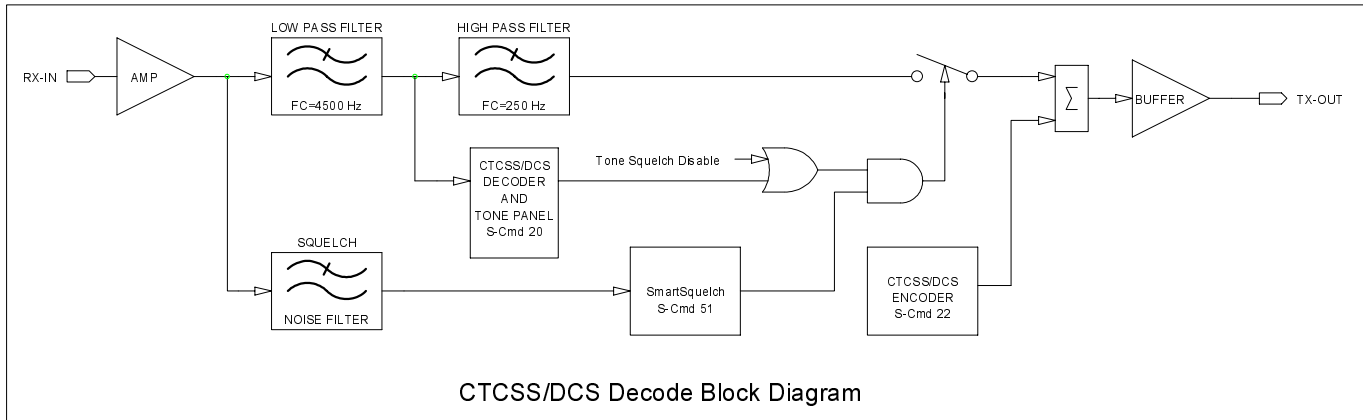 LOW PASS FILTER
HIGH PASS FILTER
RX-IN
AMP
FC=4500 Hz
FC=250 Hz
Σ
BUFFER
TX-OUT
CTCSS/DCS
DECODER
AND
TONE PANEL
S-Cmd 20
Tone Squelch Disable
SQUELCH
NOISE FILTER
SmartSquelch
S-Cmd 51
CTCSS/DCS
ENCODER
S-Cmd 22
CTCSS/DCS Decode Block Diagram